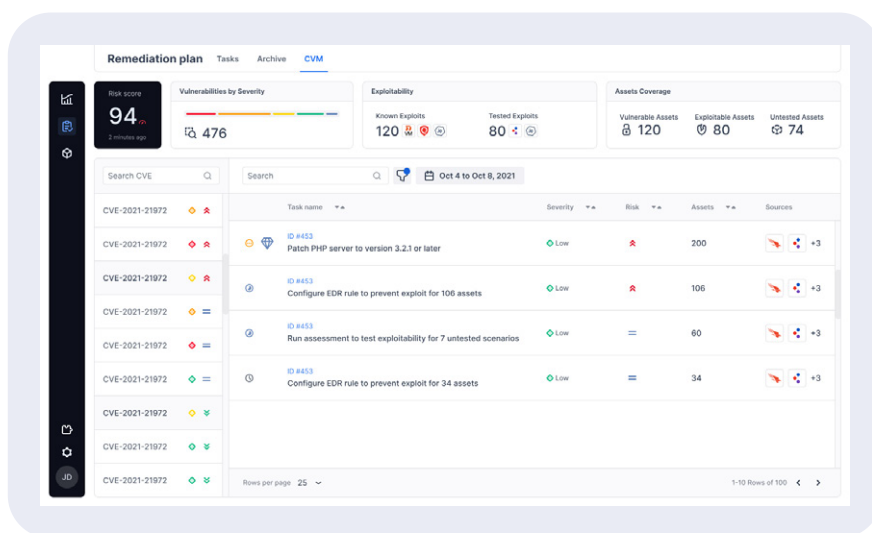 Remediation plan Tasks Archive CVM
Risk score
94
2 minutes ago
Vulnerabilities by Severity
476
Exploitability
Known Exploits Tested Exploits
120 80
Assets Coverage
Vulnerable Assets Exploitable Assets Untested Assets
120 80 74
Search CVE
Search Oct 4 to Oct 8, 2021
CVE-2021-21972
CVE-2021-21972
CVE-2021-21972
CVE-2021-21972
CVE-2021-21972
CVE-2021-21972
CVE-2021-21972
CVE-2021-21972
CVE-2021-21972
Task name Severity Risk Assets Sources
ID #453
Patch PHP server to version 3.2.1 or later Low 200 +3
ID #453
Configure EDR rule to prevent exploit for 106 assets Low 106 +3
ID #453
Run assessment to test exploitability for 7 untested scenarios Low 60 +3
ID #453
Configure EDR rule to prevent exploit for 34 assets Low 34 +3
Rows per page 25 1-10 Rows of 100
JD